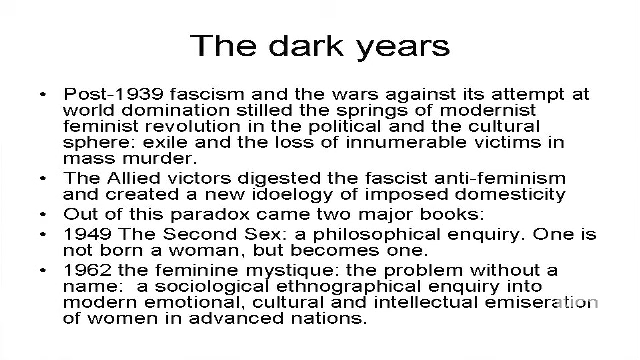 The dark years
• Post-1939 fascism and the wars against its attempt at
world domination stilled the springs of modernist
feminist revolution in the political and the cultural
sphere: exile and the loss of innumerable victims in
mass murder.
• The Allied victors digested the fascist anti-feminism
and created a new idoelogy of imposed domesticity
• Out of this paradox came two major books:
• 1949 The Second Sex: a philosophical enquiry. One is
not born a woman, but becomes one.
• 1962 the feminine mystique: the problem without a
name: a sociological ethnographical enquiry into
modern emotional, cultural and intellectual emiseration
of women in advanced nations.